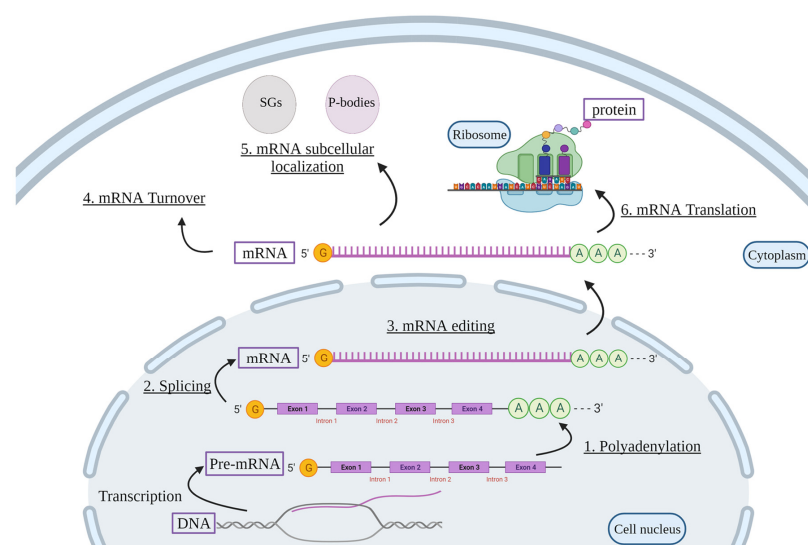 SGs
P-bodies
protein
Ribosome
5. mRNA subcellular
localization
4. mRNA Turnover
6. mRNA Translation
mRNA 5' G A A A 3'
Cytoplasm
3. mRNA editing
mRNA 5' G A A A 3'
2. Splicing
5' G Exon 1 Exon 2 Exon 3 Exon 4 A A A 3'
Intron 1 Intron 2 Intron 3
1. Polyadenylation
Pre-mRNA 5' G Exon 1 Exon 2 Exon 3 Exon 4
Intron 1 Intron 2 Intron 3
Transcription
DNA
Cell nucleus